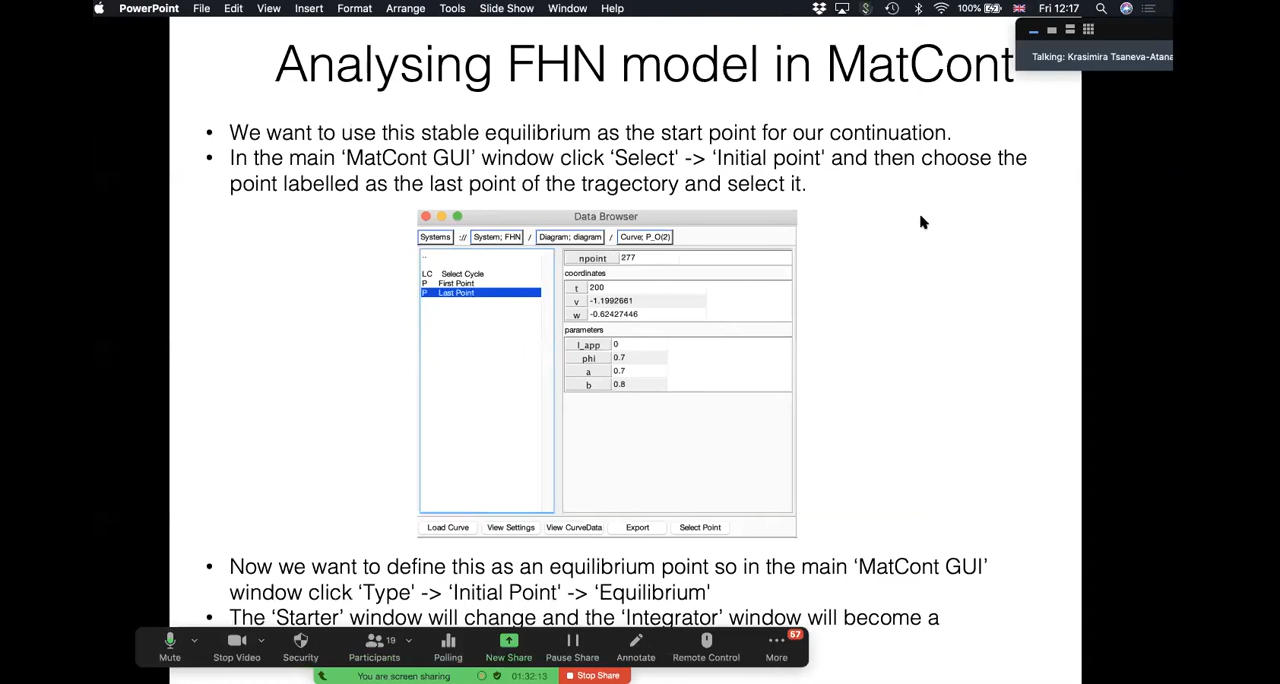 PowerPoint File Edit View Insert Format Arrange Tools Slide Show Window Help 100% Fri 12:17
Talking: Krasimira Tsaneva-Atana
Analysing FHN model in MatCont
• We want to use this stable equilibrium as the start point for our continuation.
• In the main ‘MatCont GUI’ window click ‘Select’ -> ‘Initial point’ and then choose the
point labelled as the last point of the tragectory and select it.
Data Browser
Systems :// System; FHN / Diagram; diagram / Curve; P_O(2)
..
LC Select Cycle
P First Point
P Last Point
npoint 277
coordinates
t 200
v -1.1992661
w -0.62427446
parameters
I_app 0
phi 0.7
a 0.7
b 0.8
Load Curve View Settings View CurveData Export Select Point
• Now we want to define this as an equilibrium point so in the main ‘MatCont GUI’
window click ‘Type’ -> ‘Initial Point’ -> ‘Equilibrium’
• The ‘Starter’ window will change and the ‘Integrator’ window will become a
19 57
Mute Stop Video Security Participants Polling New Share Pause Share Annotate Remote Control More
You are screen sharing 01:32:13 Stop Share